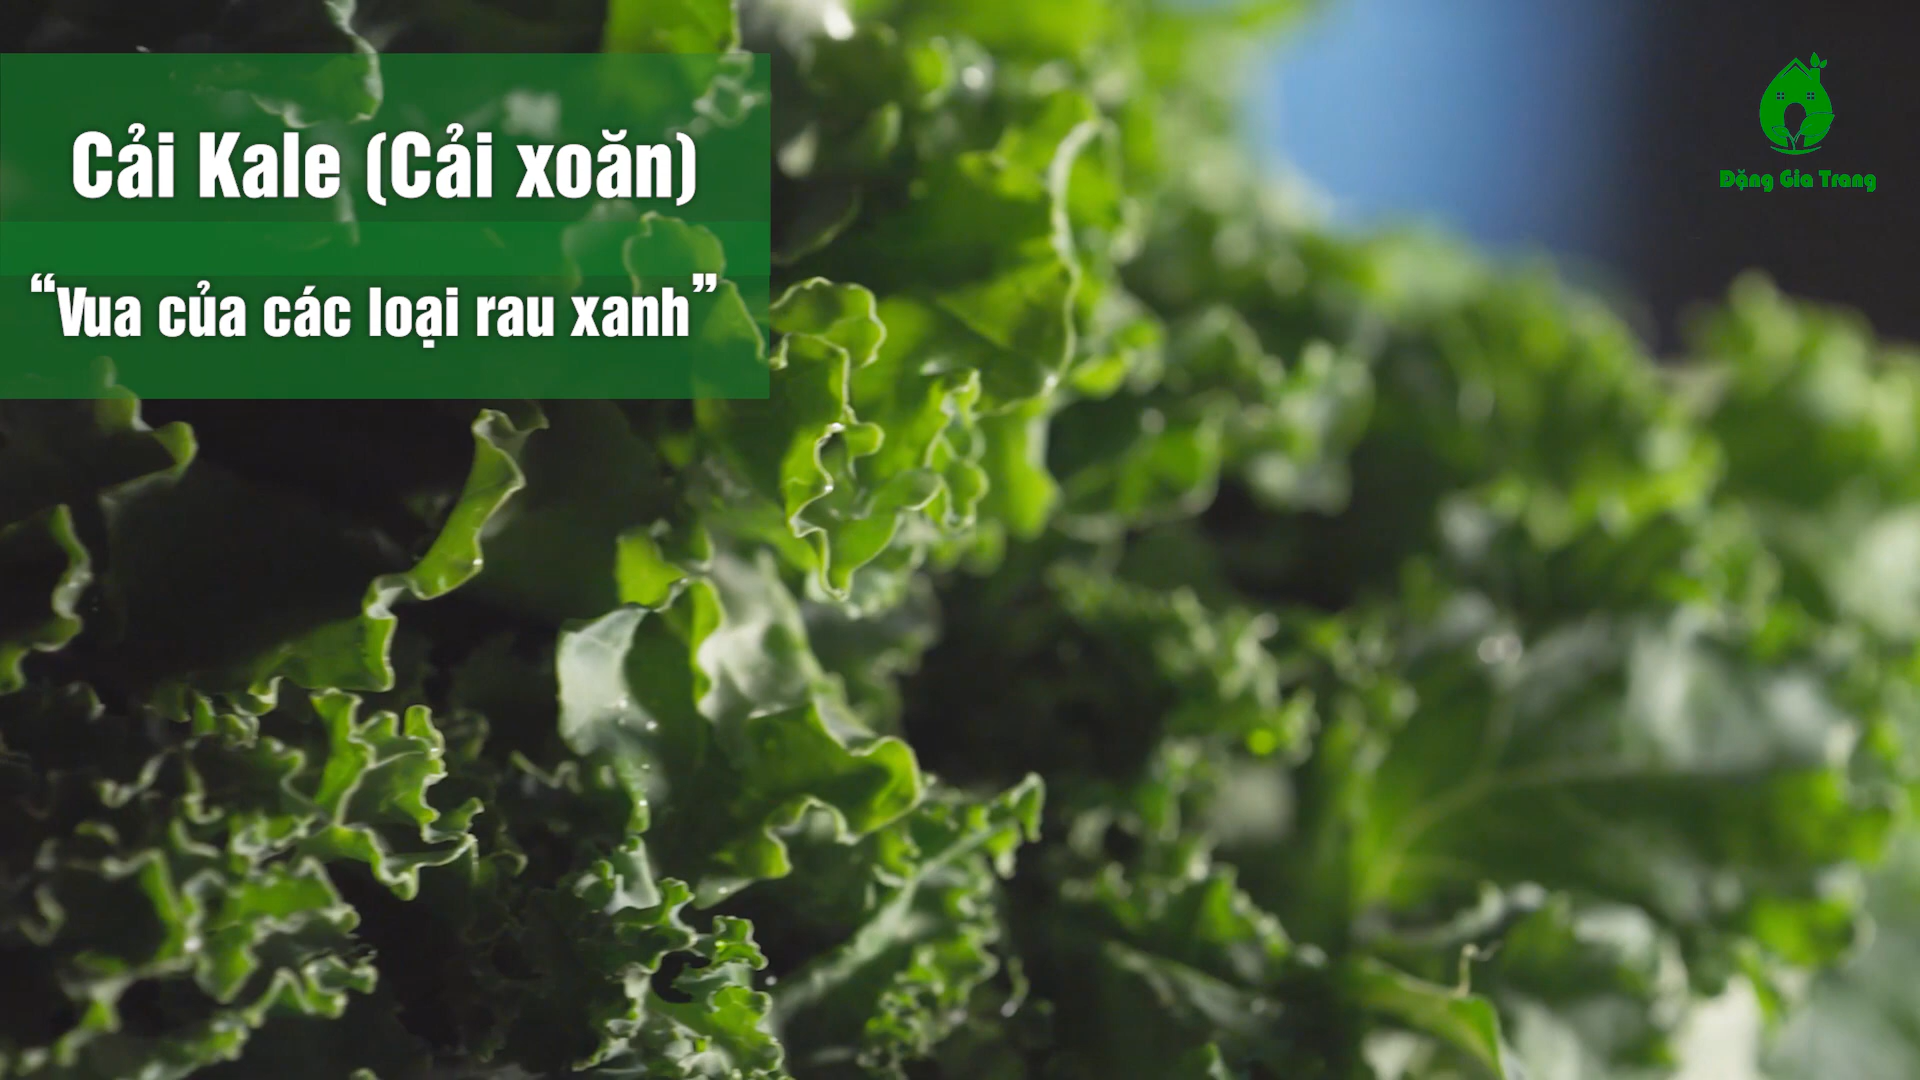 Cải Kale (Cải xoăn)
“Vua của các loại rau xanh”
Đặng Gia Trang